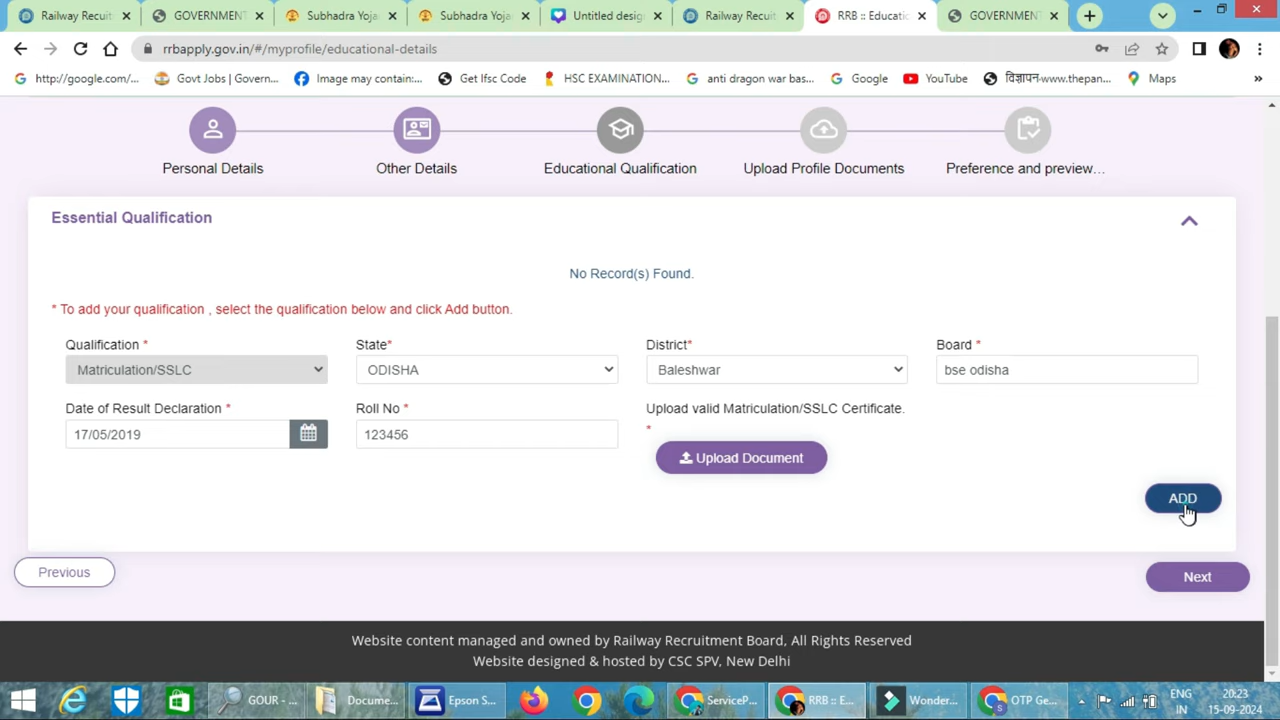 Railway Recruit
GOVERNMENT
Subhadra Yoja
Subhadra Yoja
Untitled desig
Railway Recruit
RRB :: Educatio
GOVERNMENT
rrbapply.gov.in/#/myprofile/educational-details
http://google.com/...
Govt Jobs | Govern...
Image may contain:...
Get Ifsc Code
HSC EXAMINATION...
anti dragon war bas...
Google
YouTube
विज्ञापन-www.thepan...
Maps
»
Personal Details
Other Details
Educational Qualification
Upload Profile Documents
Preference and preview...
Essential Qualification
No Record(s) Found.
* To add your qualification , select the qualification below and click Add button.
Qualification *
State*
District*
Board *
Matriculation/SSLC
ODISHA
Baleshwar
bse odisha
Date of Result Declaration *
Roll No *
Upload valid Matriculation/SSLC Certificate.
*
17/05/2019
123456
Upload Document
ADD
Previous
Next
Website content managed and owned by Railway Recruitment Board, All Rights Reserved
Website designed & hosted by CSC SPV, New Delhi
GOUR - ...
Docume...
Epson S...
ServiceP...
RRB :: E...
Wonder...
OTP Ge...
ENG
IN
20:23
15-09-2024